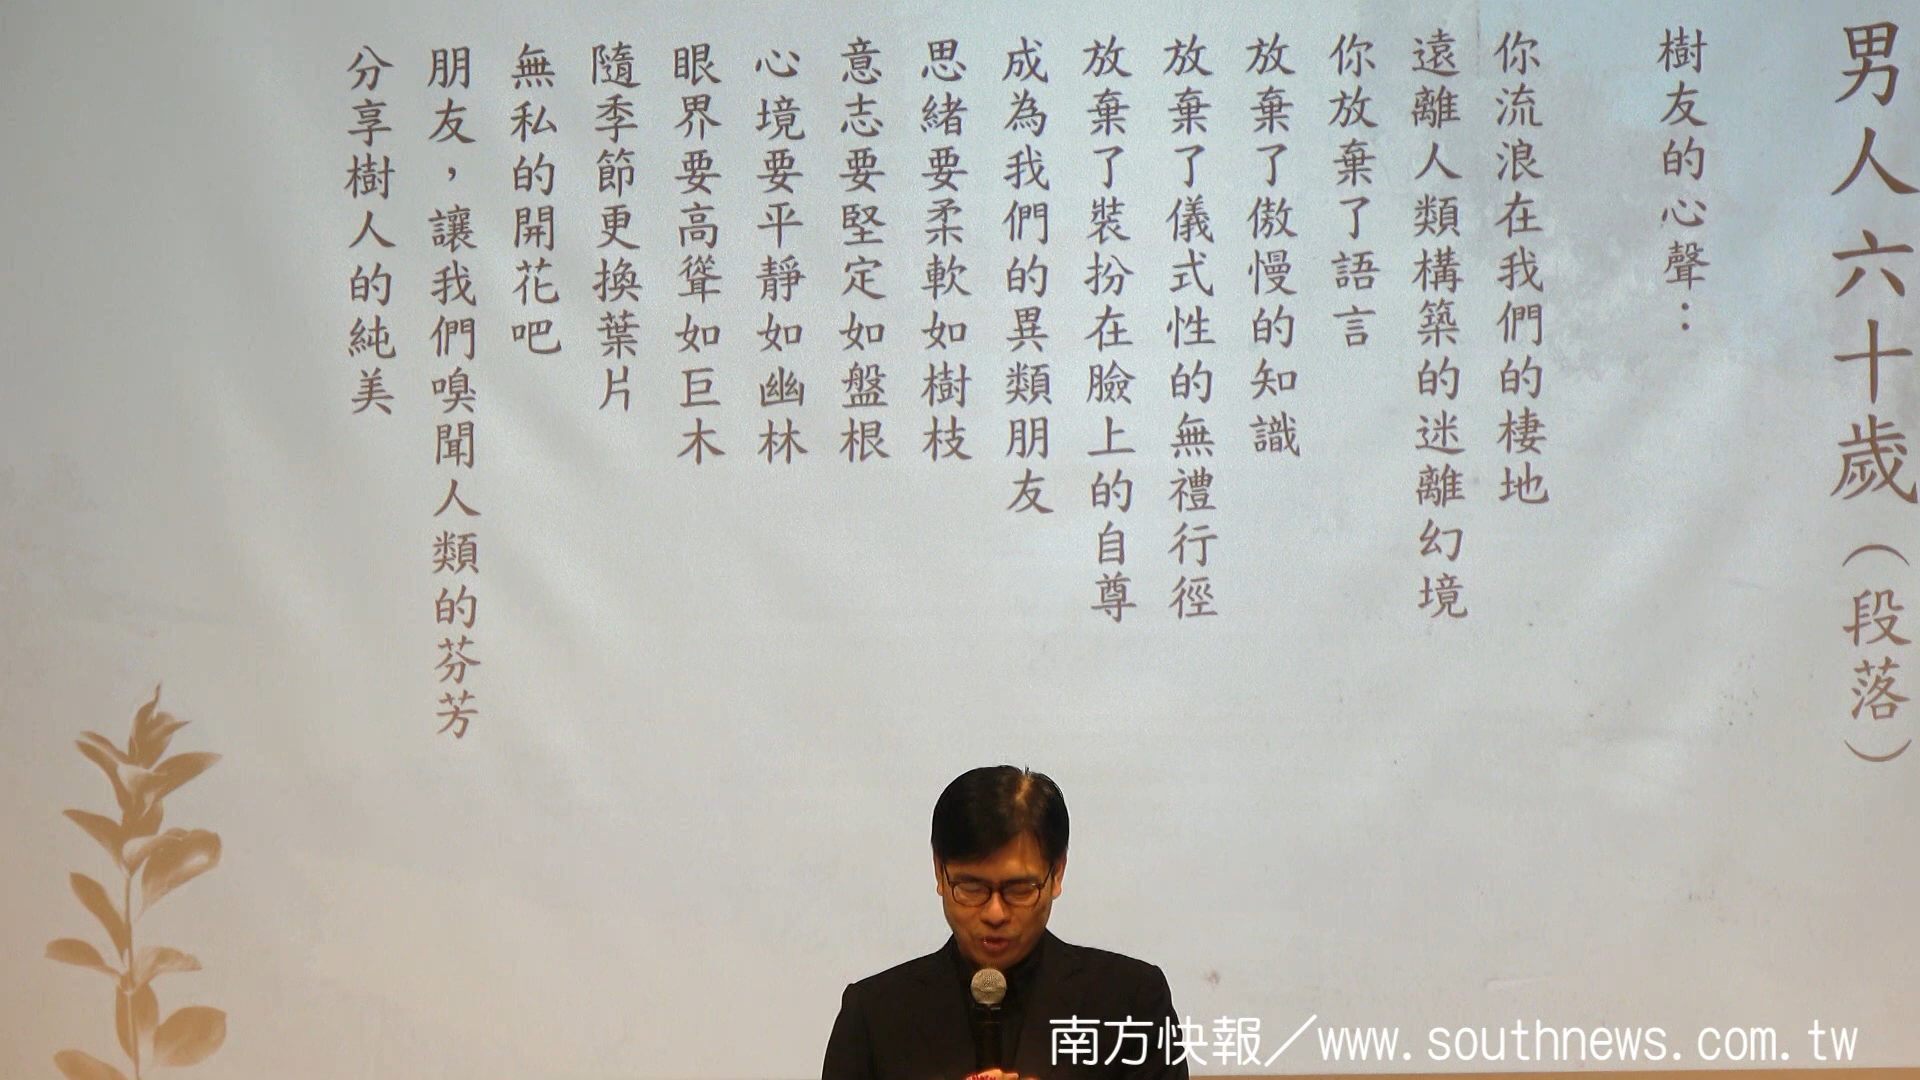 男人六十歲（段落）
樹友的心聲：
你流浪在我們的棲地
遠離人類構築的迷離幻境
你放棄了語言
放棄了傲慢的知識
放棄了儀式性的無禮行徑
放棄了裝扮在臉上的自尊
成為我們的異類朋友
思緒要柔軟如樹枝
意志要堅定如盤根
心境要平靜如幽林
眼界要高聳如巨木
隨季節更換葉片
無私的開花吧
朋友，讓我們嗅聞人類的芬芳
分享樹人的純美
南方快報／www.southnews.com.tw